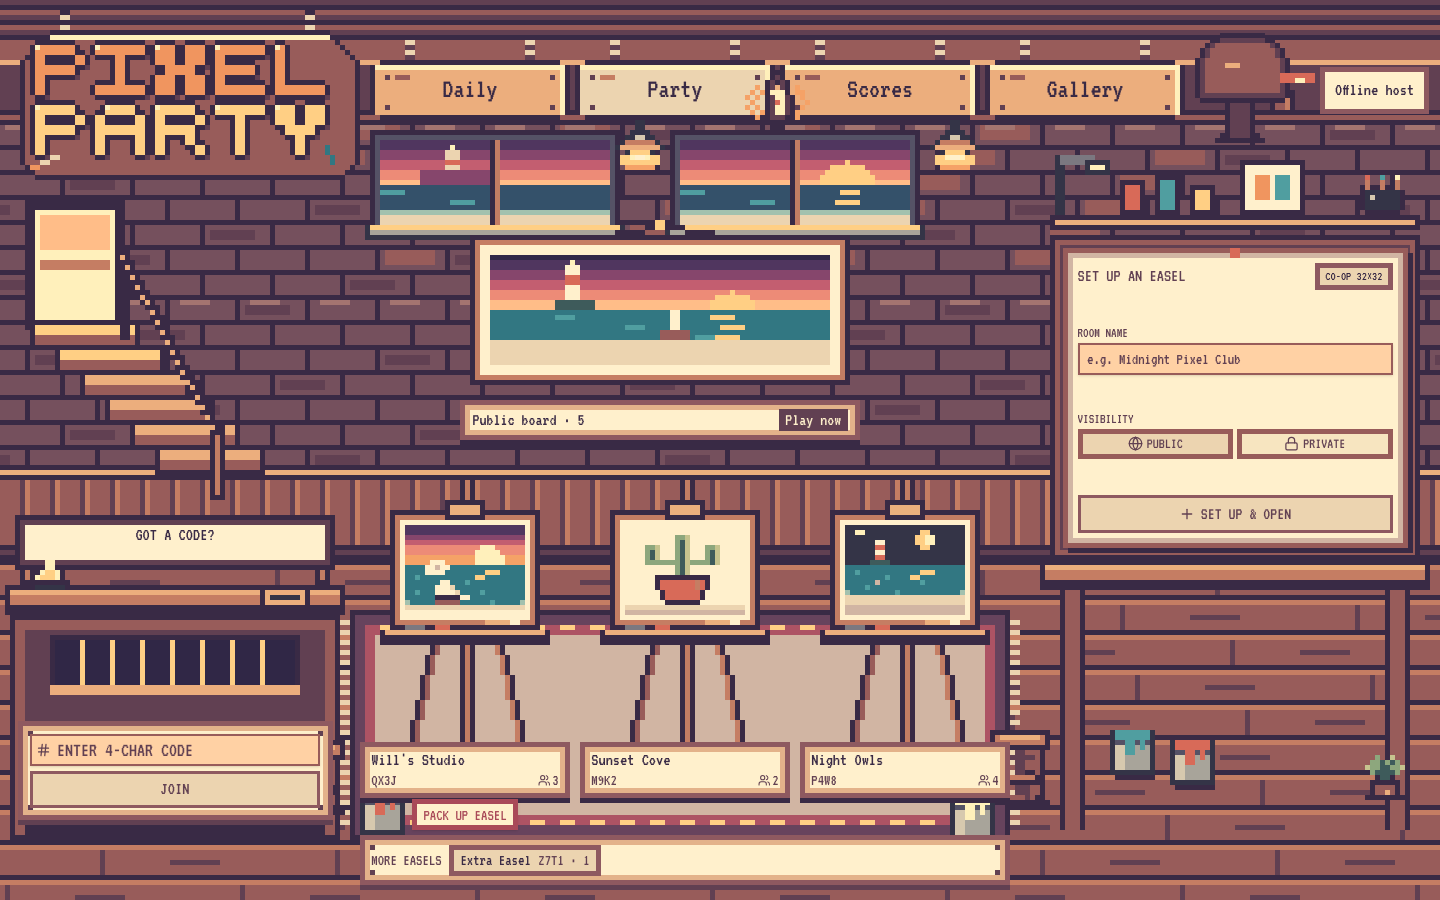 PIXEL
PARTY
Daily
Party
Scores
Gallery
Offline host
SET UP AN EASEL
CO-OP 32×32
ROOM NAME
e.g. Midnight Pixel Club
VISIBILITY
PUBLIC
PRIVATE
+ SET UP & OPEN
Public board · 5
Play now
GOT A CODE?
# ENTER 4-CHAR CODE
JOIN
Will's Studio
QX3J
3
Sunset Cove
M9K2
2
Night Owls
P4W8
4
PACK UP EASEL
MORE EASELS
Extra Easel Z7T1 · 1